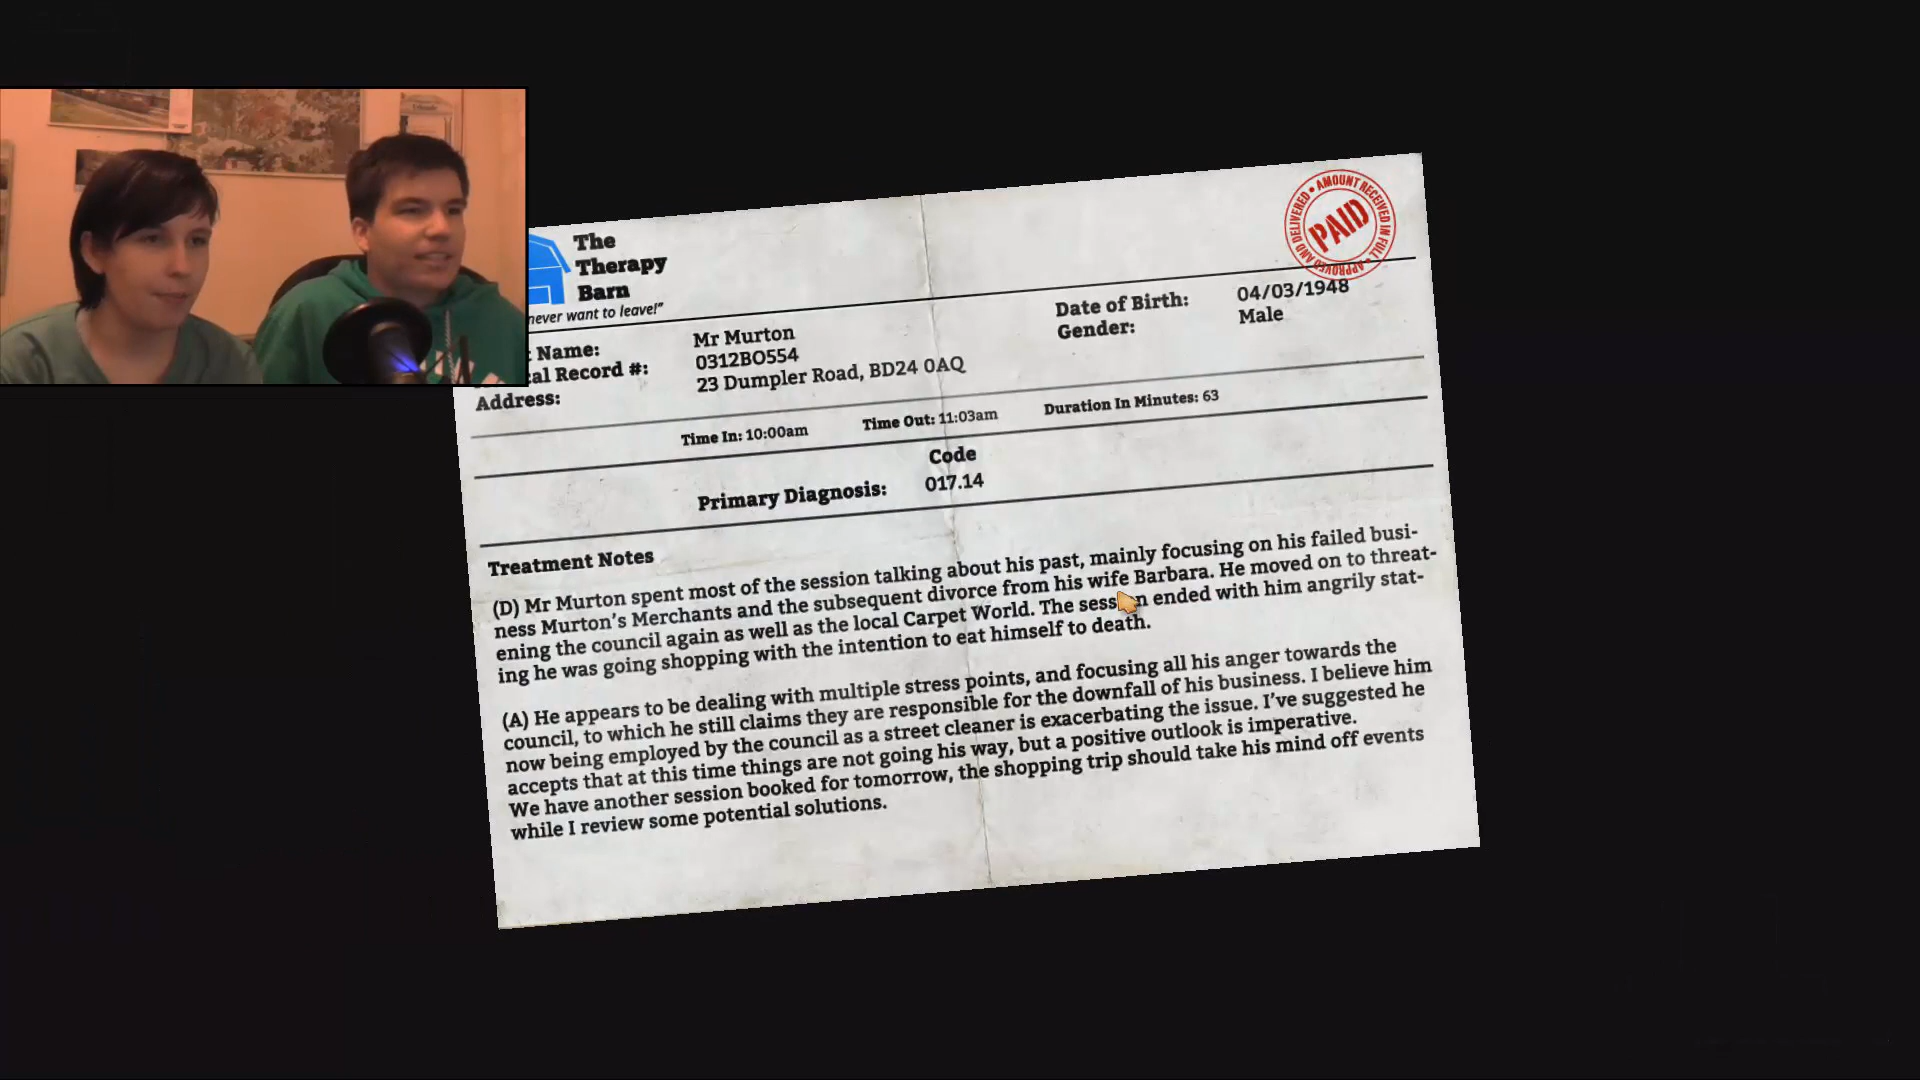 The
Therapy
Barn
never want to leave!"
AMOUNT RECEIVED IN FULL • APPROVED AND DELIVERED •
PAID
Name: Mr Murton
Date of Birth: 04/03/1948
al Record #: 0312BO554
Gender: Male
Address: 23 Dumpler Road, BD24 0AQ
Time In: 10:00am Time Out: 11:03am Duration In Minutes: 63
Code
Primary Diagnosis: 017.14
Treatment Notes
(D) Mr Murton spent most of the session talking about his past, mainly focusing on his failed busi-
ness Murton's Merchants and the subsequent divorce from his wife Barbara. He moved on to threat-
ening the council again as well as the local Carpet World. The sess n ended with him angrily stat-
ing he was going shopping with the intention to eat himself to death.
(A) He appears to be dealing with multiple stress points, and focusing all his anger towards the
council, to which he still claims they are responsible for the downfall of his business. I believe him
now being employed by the council as a street cleaner is exacerbating the issue. I've suggested he
accepts that at this time things are not going his way, but a positive outlook is imperative.
We have another session booked for tomorrow, the shopping trip should take his mind off events
while I review some potential solutions.